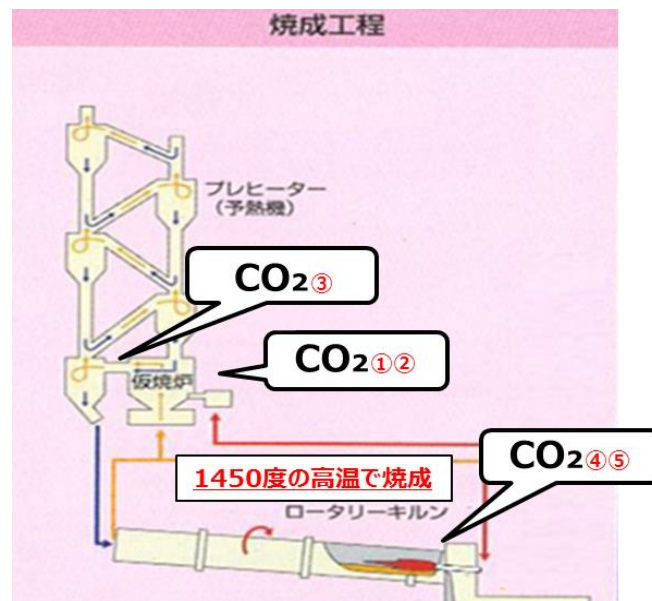 焼成工程
プレヒーター
(予熱機)
CO₂③
CO₂①②
仮焼炉
CO₂④⑤
1450度の高温で焼成
ロータリーキルン